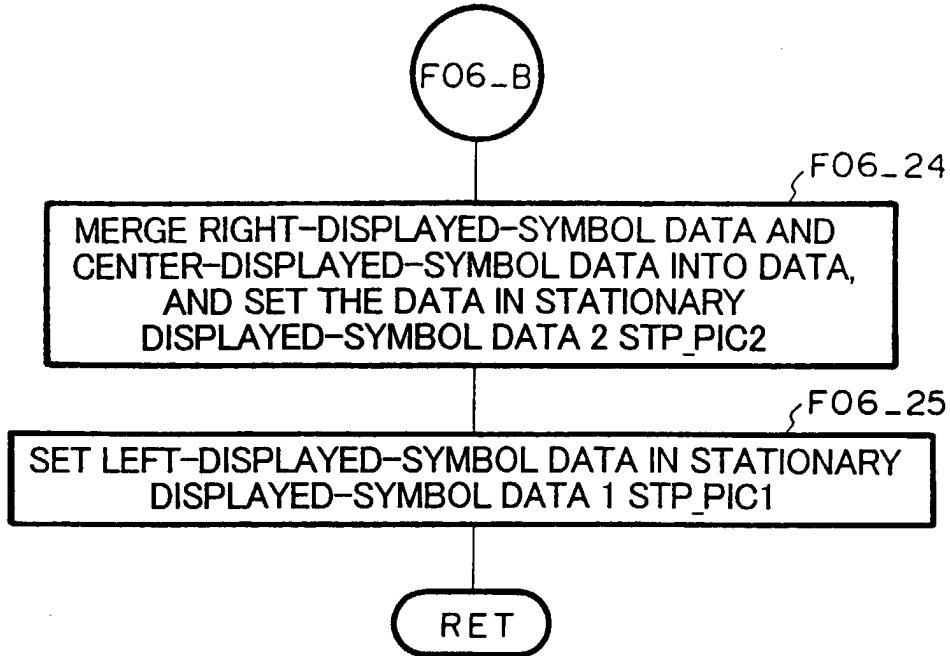 F06_B
F06_24
MERGE RIGHT-DISPLAYED-SYMBOL DATA AND
CENTER-DISPLAYED-SYMBOL DATA INTO DATA,
AND SET THE DATA IN STATIONARY
DISPLAYED-SYMBOL DATA 2 STP_PIC2
F06_25
SET LEFT-DISPLAYED-SYMBOL DATA IN STATIONARY
DISPLAYED-SYMBOL DATA 1 STP_PIC1
RET